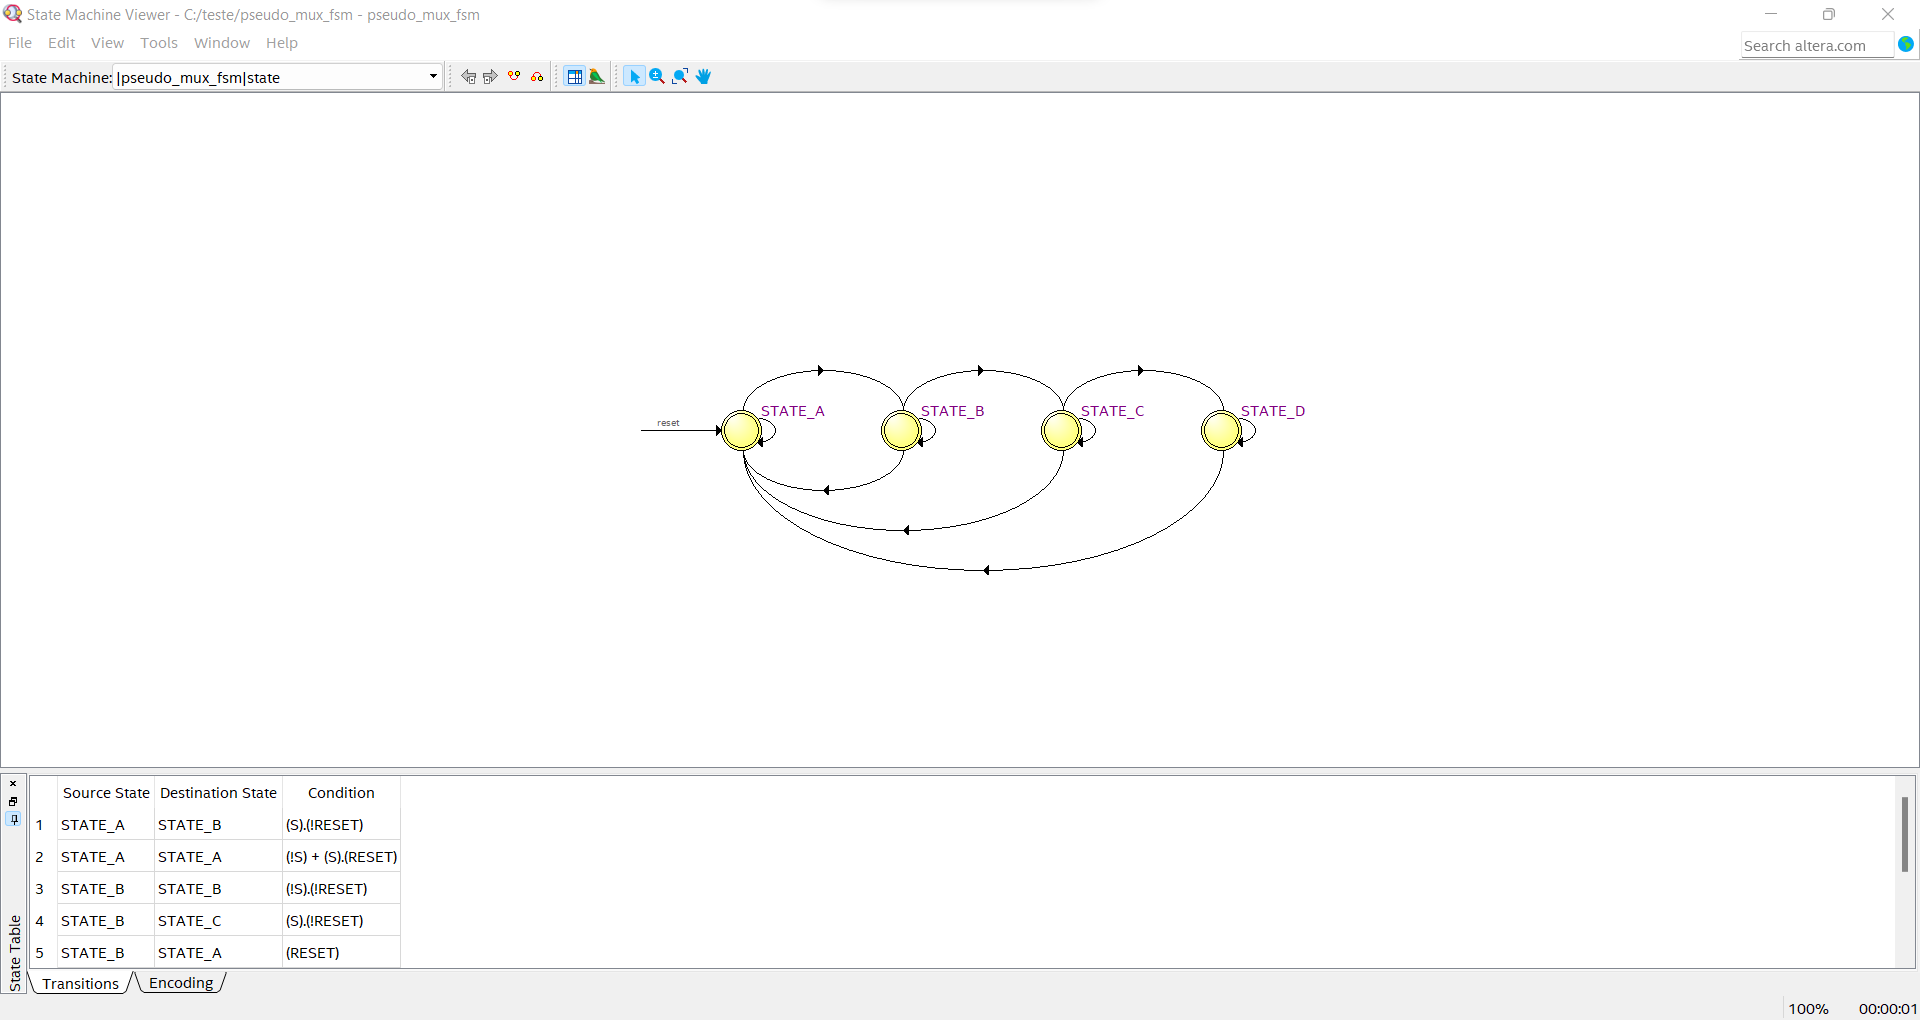 State Machine Viewer - C:/teste/pseudo_mux_fsm - pseudo_mux_fsm
File Edit View Tools Window Help
Search altera.com
State Machine: |pseudo_mux_fsm|state
reset
STATE_A STATE_B STATE_C STATE_D
Source State Destination State Condition
1 STATE_A STATE_B (S).(!RESET)
2 STATE_A STATE_A (!S) + (S).(RESET)
3 STATE_B STATE_B (!S).(!RESET)
4 STATE_B STATE_C (S).(!RESET)
5 STATE_B STATE_A (RESET)
State Table
Transitions Encoding
100% 00:00:01